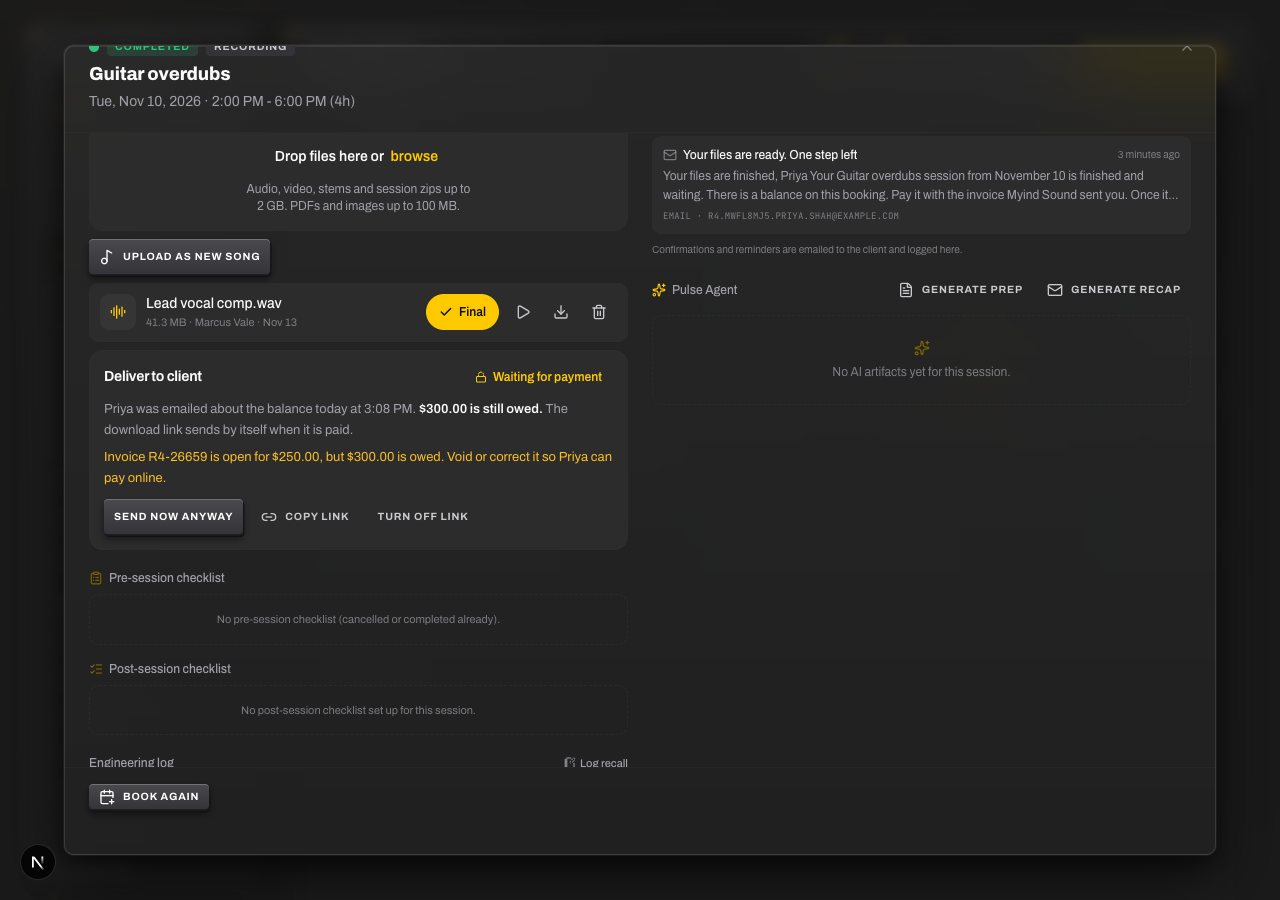 COMPLETED RECORDING
Guitar overdubs
Tue, Nov 10, 2026 · 2:00 PM - 6:00 PM (4h)
Drop files here or browse
Audio, video, stems and session zips up to
2 GB. PDFs and images up to 100 MB.
UPLOAD AS NEW SONG
Lead vocal comp.wav
41.3 MB · Marcus Vale · Nov 13
Final
Deliver to client
Waiting for payment
Priya was emailed about the balance today at 3:08 PM. $300.00 is still owed. The
download link sends by itself when it is paid.
Invoice R4-26659 is open for $250.00, but $300.00 is owed. Void or correct it so Priya can
pay online.
SEND NOW ANYWAY
COPY LINK
TURN OFF LINK
Pre-session checklist
No pre-session checklist (cancelled or completed already).
Post-session checklist
No post-session checklist set up for this session.
Engineering log
Log recall
Your files are ready. One step left
3 minutes ago
Your files are finished, Priya Your Guitar overdubs session from November 10 is finished and
waiting. There is a balance on this booking. Pay it with the invoice Myind Sound sent you. Once it...
EMAIL · R4.MWFL8MJ5.PRIYA.SHAH@EXAMPLE.COM
Confirmations and reminders are emailed to the client and logged here.
Pulse Agent
GENERATE PREP
GENERATE RECAP
No AI artifacts yet for this session.
BOOK AGAIN
N